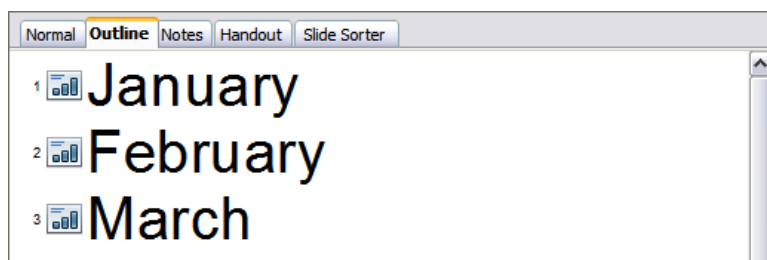 Normal Outline Notes Handout Slide Sorter
1 January
2 February
3 March